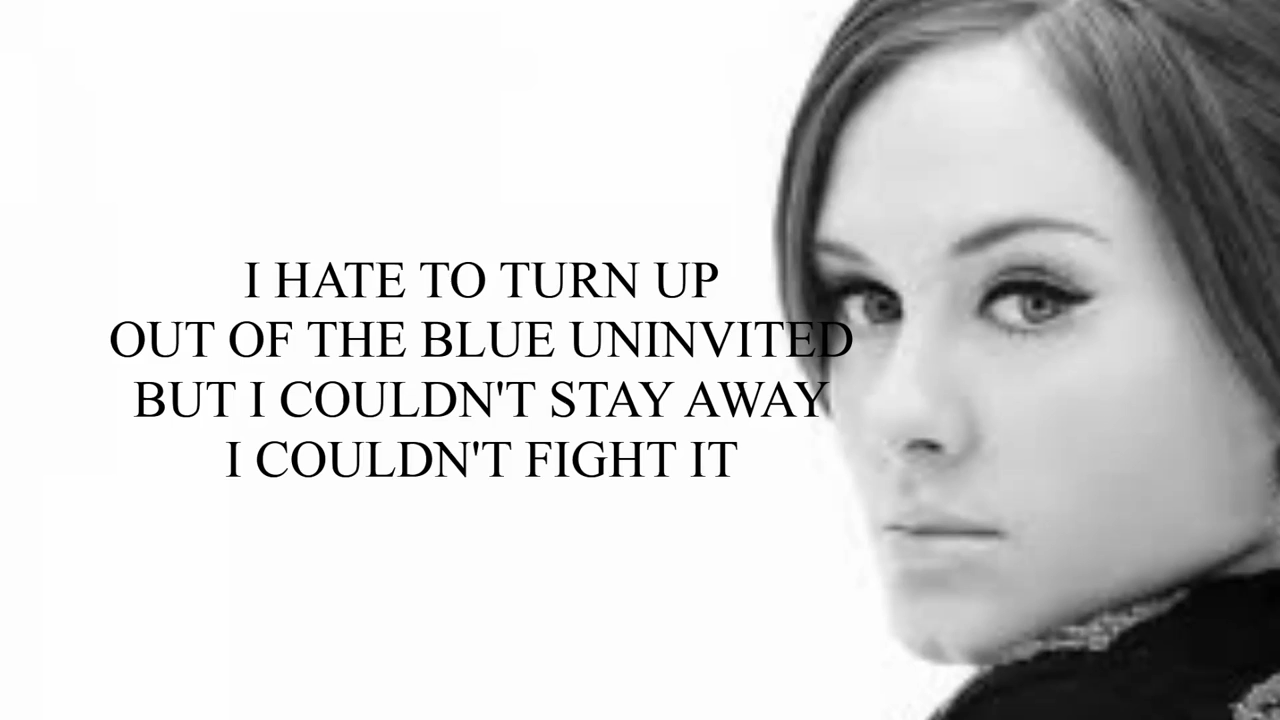 I HATE TO TURN UP
OUT OF THE BLUE UNINVITED
BUT I COULDN'T STAY AWAY
I COULDN'T FIGHT IT